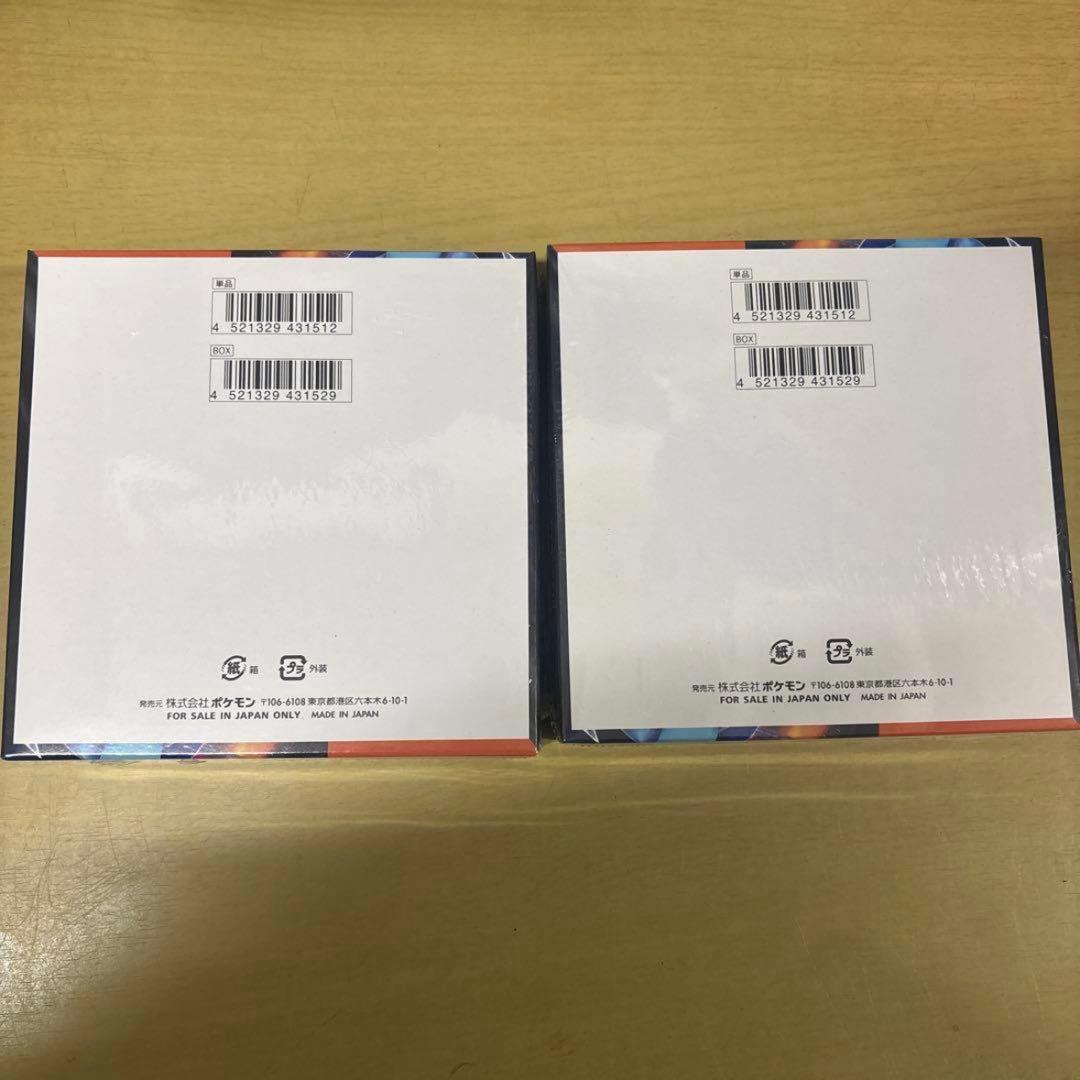 単品
4 521329 431512
BOX
4 521329 431529
紙 箱 プラ 外装
発売元 株式会社ポケモン 〒106-6108 東京都港区六本木6-10-1
FOR SALE IN JAPAN ONLY MADE IN JAPAN
単品
4 521329 431512
BOX
4 521329 431529
紙 箱 プラ 外装
発売元 株式会社ポケモン 〒106-6108 東京都港区六本木6-10-1
FOR SALE IN JAPAN ONLY MADE IN JAPAN